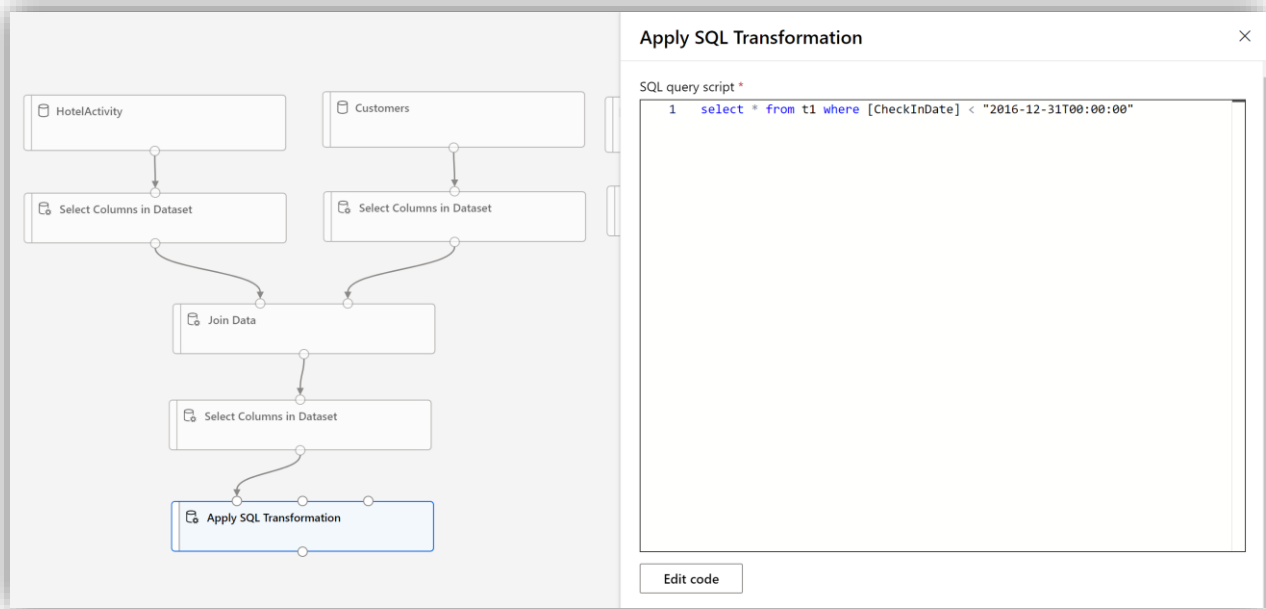 HotelActivity
Customers
Select Columns in Dataset
Select Columns in Dataset
Join Data
Select Columns in Dataset
Apply SQL Transformation
Apply SQL Transformation
SQL query script *
1 select * from t1 where [CheckInDate] < "2016-12-31T00:00:00"
Edit code